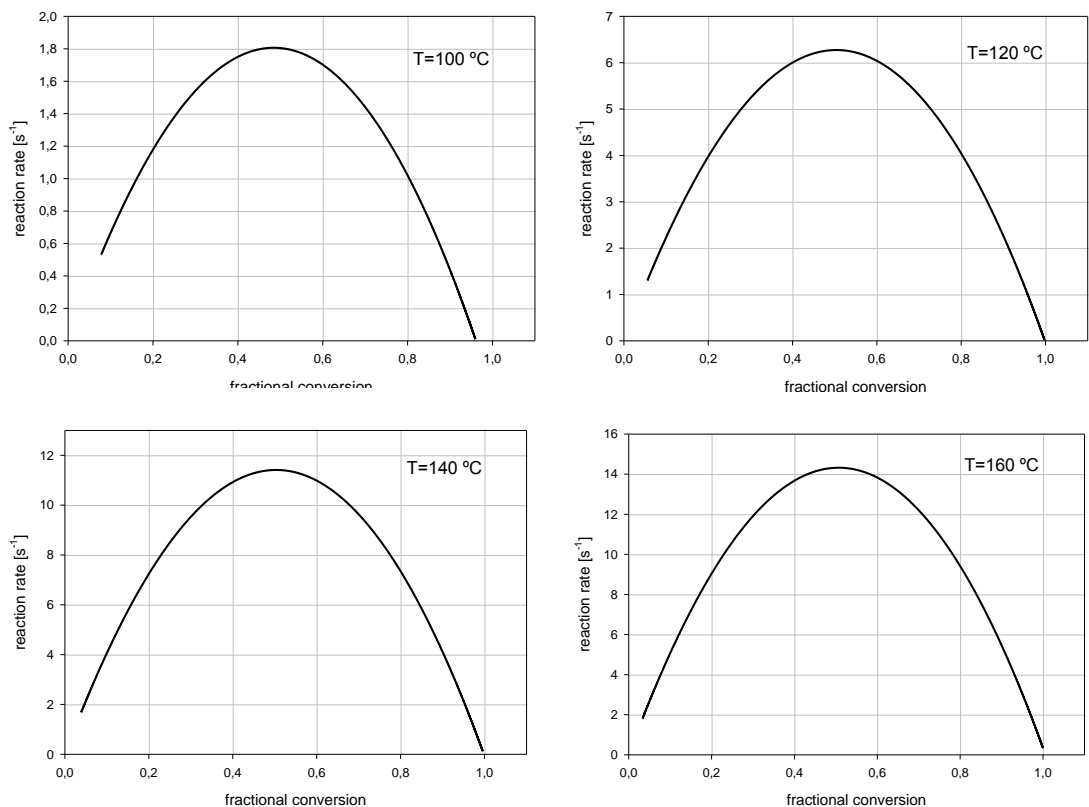 2,0
1,8
1,6
1,4
1,2
1,0
0,8
0,6
0,4
0,2
0,0
reaction rate [s-1]
T=100 ºC
0,0 0,2 0,4 0,6 0,8 1,0
fractional conversion
7
6
5
4
3
2
1
0
reaction rate [s-1]
T=120 ºC
0,0 0,2 0,4 0,6 0,8 1,0
fractional conversion
12
10
8
6
4
2
0
reaction rate [s-1]
T=140 ºC
0,0 0,2 0,4 0,6 0,8 1,0
fractional conversion
16
14
12
10
8
6
4
2
0
reaction rate [s-1]
T=160 ºC
0,0 0,2 0,4 0,6 0,8 1,0
fractional conversion